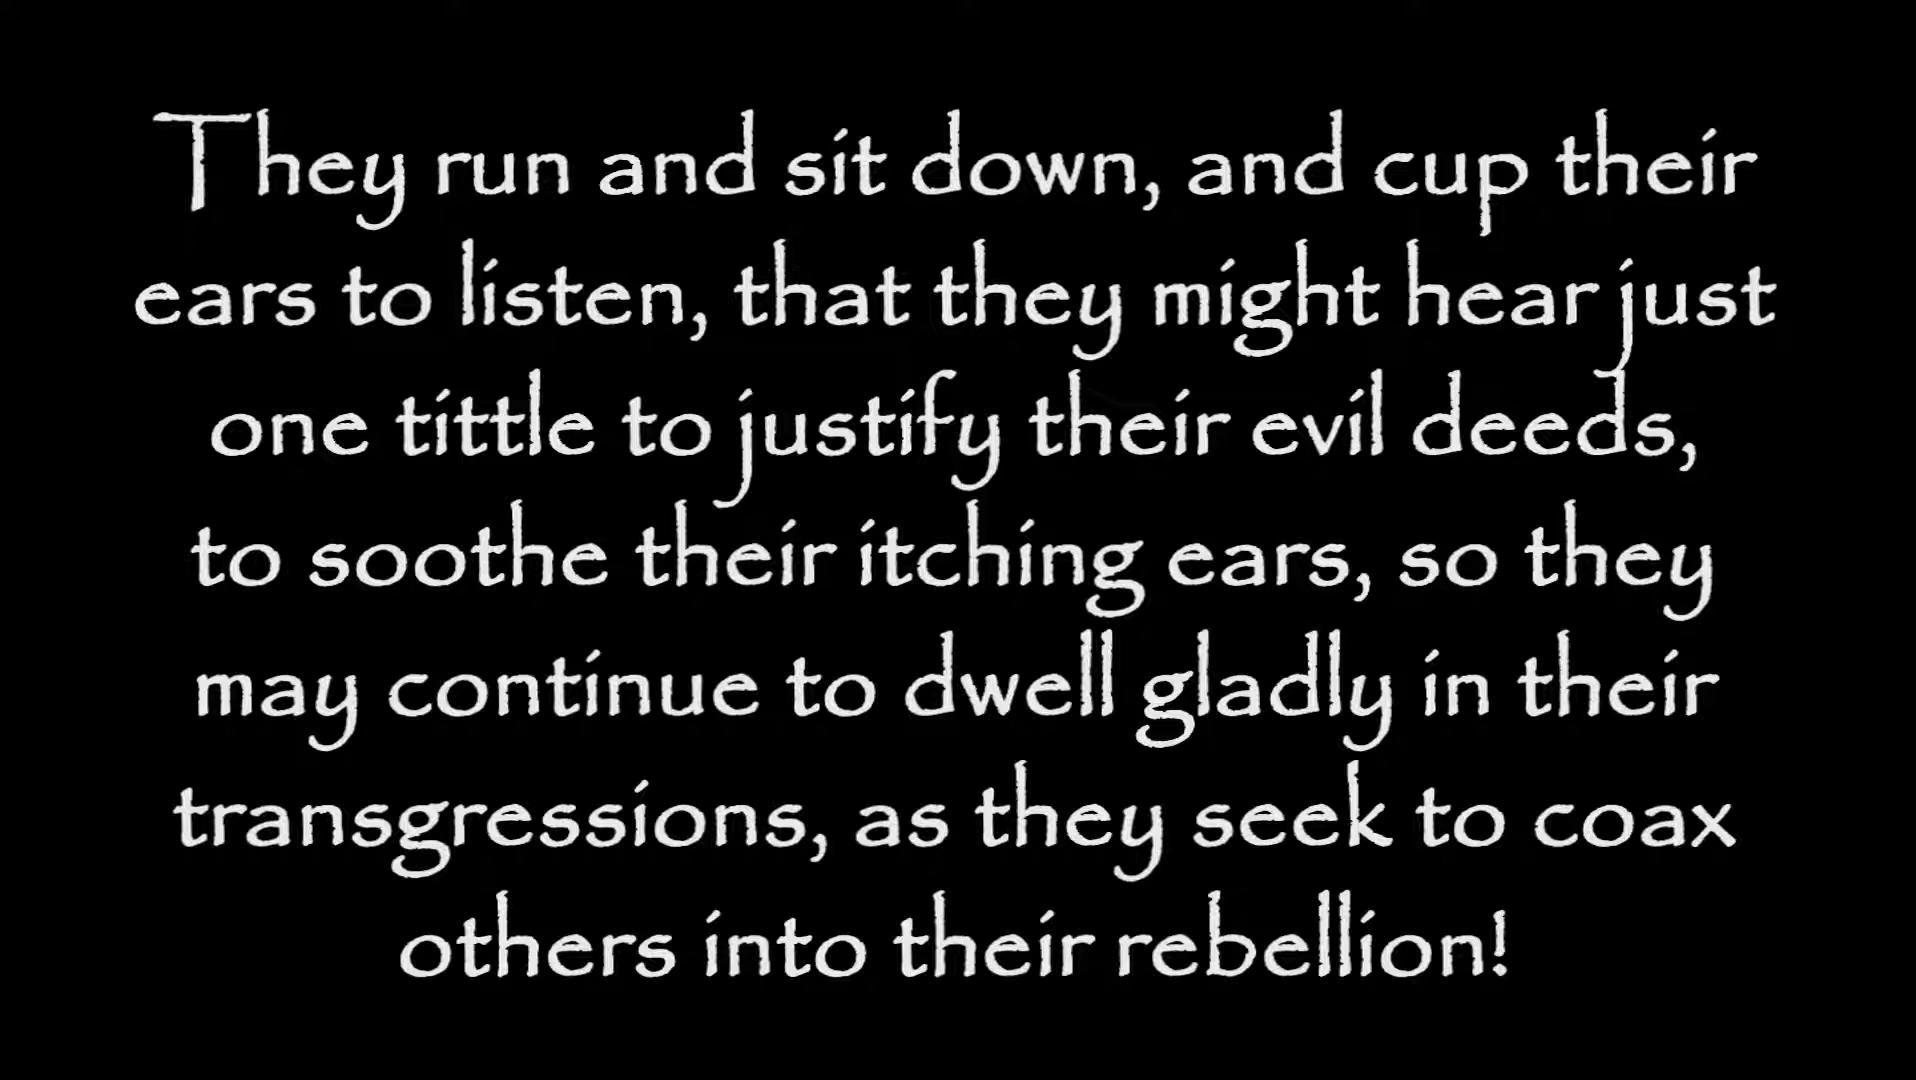 They run and sit down, and cup their
ears to listen, that they might hear just
one tittle to justify their evil deeds,
to soothe their itching ears, so they
may continue to dwell gladly in their
transgressions, as they seek to coax
others into their rebellion!